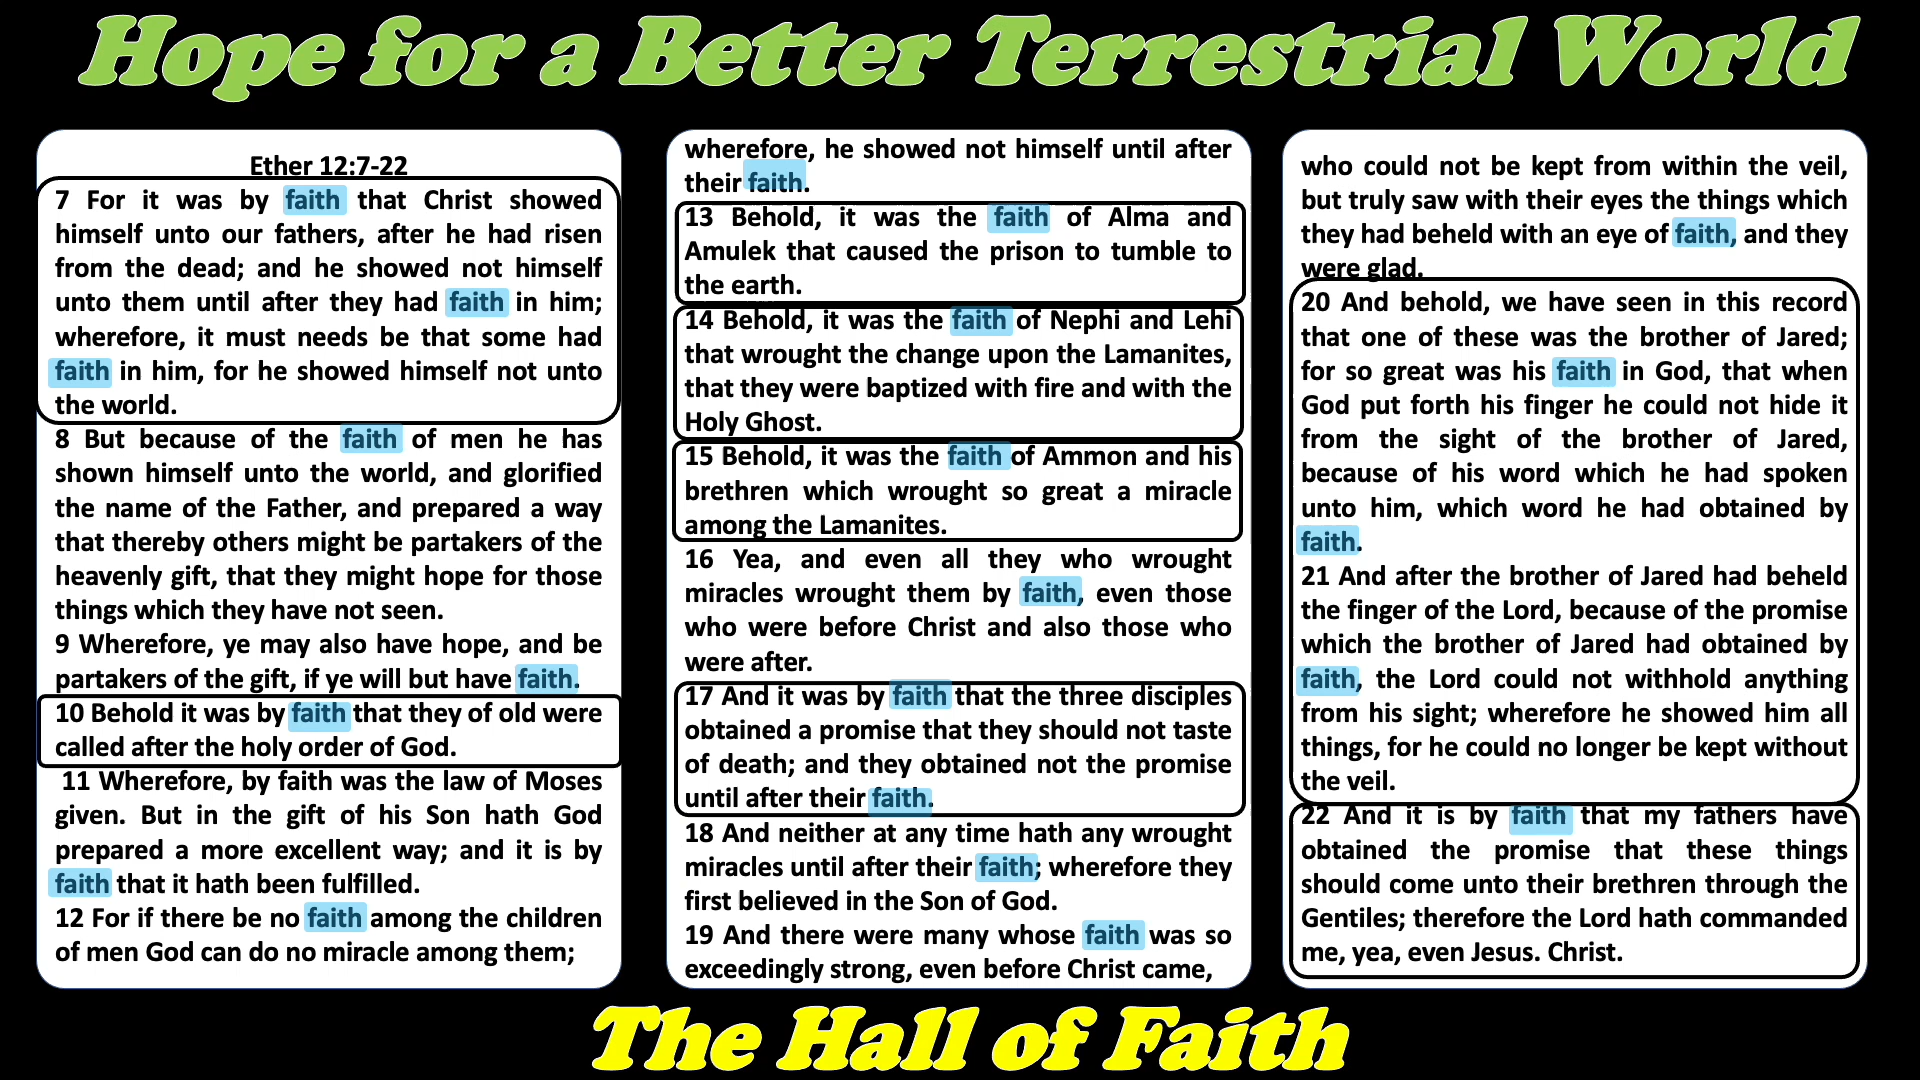 Hope for a Better Terrestrial World
Ether 12:7-22
7 For it was by faith that Christ showed
himself unto our fathers, after he had risen
from the dead; and he showed not himself
unto them until after they had faith in him;
wherefore, it must needs be that some had
faith in him, for he showed himself not unto
the world.
8 But because of the faith of men he has
shown himself unto the world, and glorified
the name of the Father, and prepared a way
that thereby others might be partakers of the
heavenly gift, that they might hope for those
things which they have not seen.
9 Wherefore, ye may also have hope, and be
partakers of the gift, if ye will but have faith.
10 Behold it was by faith that they of old were
called after the holy order of God.
11 Wherefore, by faith was the law of Moses
given. But in the gift of his Son hath God
prepared a more excellent way; and it is by
faith that it hath been fulfilled.
12 For if there be no faith among the children
of men God can do no miracle among them;
wherefore, he showed not himself until after
their faith.
13 Behold, it was the faith of Alma and
Amulek that caused the prison to tumble to
the earth.
14 Behold, it was the faith of Nephi and Lehi
that wrought the change upon the Lamanites,
that they were baptized with fire and with the
Holy Ghost.
15 Behold, it was the faith of Ammon and his
brethren which wrought so great a miracle
among the Lamanites.
16 Yea, and even all they who wrought
miracles wrought them by faith, even those
who were before Christ and also those who
were after.
17 And it was by faith that the three disciples
obtained a promise that they should not taste
of death; and they obtained not the promise
until after their faith.
18 And neither at any time hath any wrought
miracles until after their faith; wherefore they
first believed in the Son of God.
19 And there were many whose faith was so
exceedingly strong, even before Christ came,
who could not be kept from within the veil,
but truly saw with their eyes the things which
they had beheld with an eye of faith, and they
were glad.
20 And behold, we have seen in this record
that one of these was the brother of Jared;
for so great was his faith in God, that when
God put forth his finger he could not hide it
from the sight of the brother of Jared,
because of his word which he had spoken
unto him, which word he had obtained by
faith.
21 And after the brother of Jared had beheld
the finger of the Lord, because of the promise
which the brother of Jared had obtained by
faith, the Lord could not withhold anything
from his sight; wherefore he showed him all
things, for he could no longer be kept without
the veil.
22 And it is by faith that my fathers have
obtained the promise that these things
should come unto their brethren through the
Gentiles; therefore the Lord hath commanded
me, yea, even Jesus. Christ.
The Hall of Faith